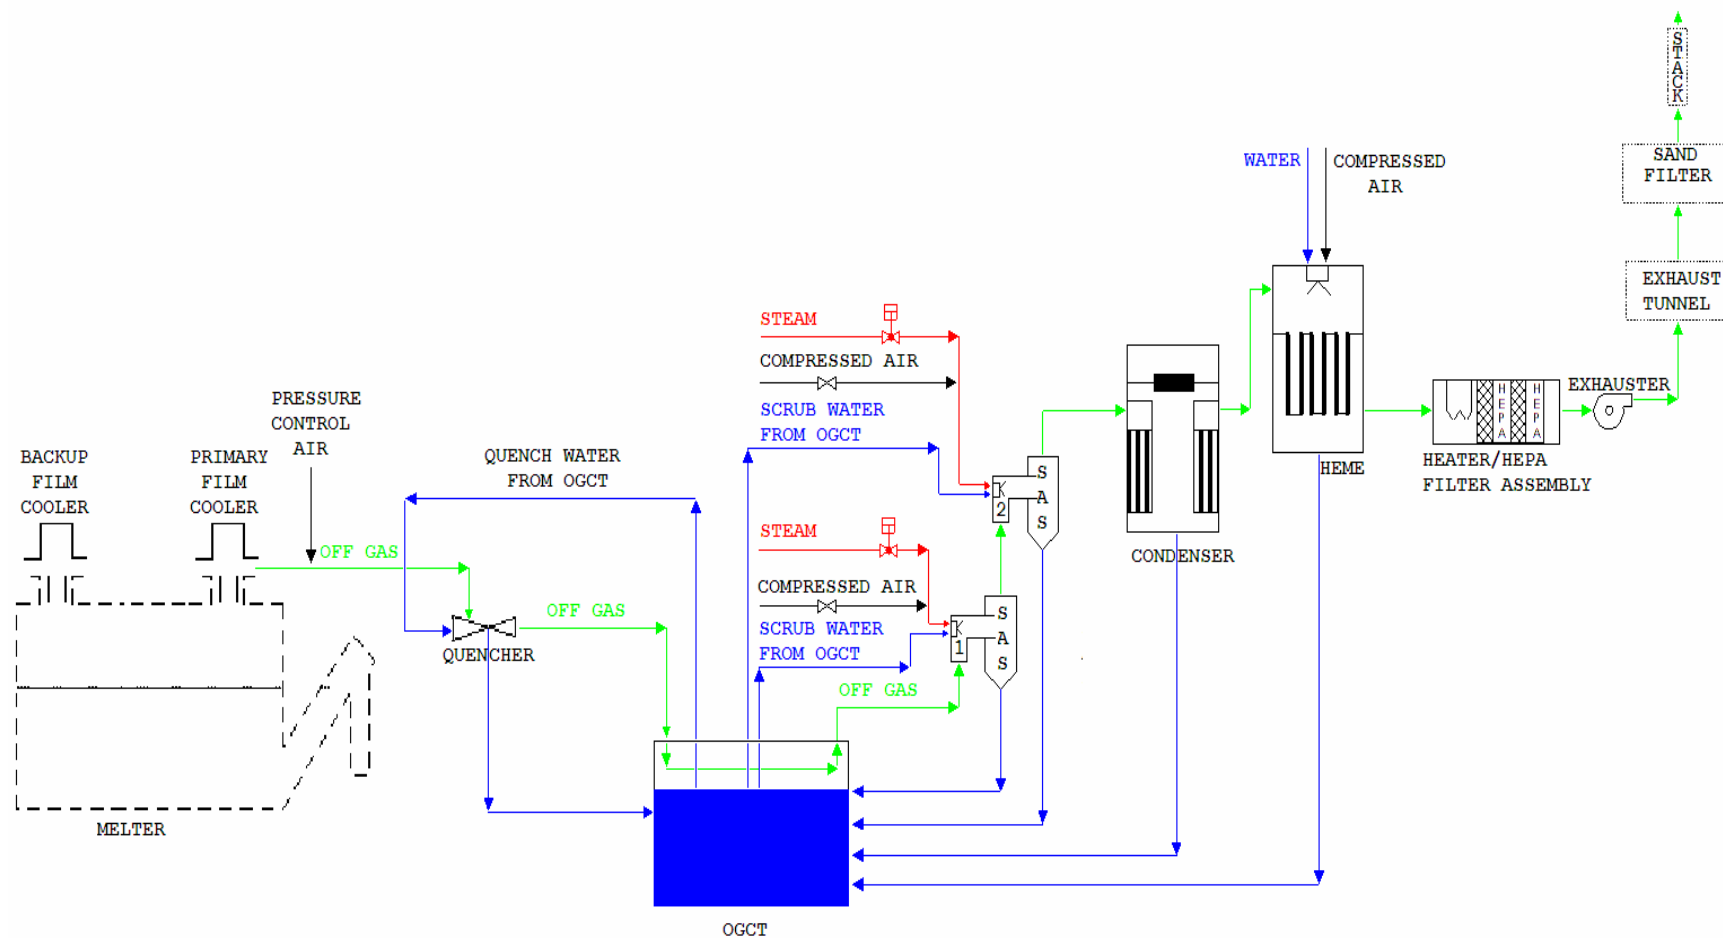 STACK
SAND
FILTER
WATER
COMPRESSED
AIR
EXHAUST
TUNNEL
STEAM
COMPRESSED AIR
SCRUB WATER
FROM OGCT
PRESSURE
CONTROL
AIR
BACKUP
FILM
COOLER
PRIMARY
FILM
COOLER
QUENCH WATER
FROM OGCT
OFF GAS
SAS
2
CONDENSER
HEME
HEPA
HEPA
EXHAUSTER
HEATER/HEPA
FILTER ASSEMBLY
STEAM
COMPRESSED AIR
SCRUB WATER
FROM OGCT
OFF GAS
QUENCHER
SAS
1
OFF GAS
MELTER
OGCT